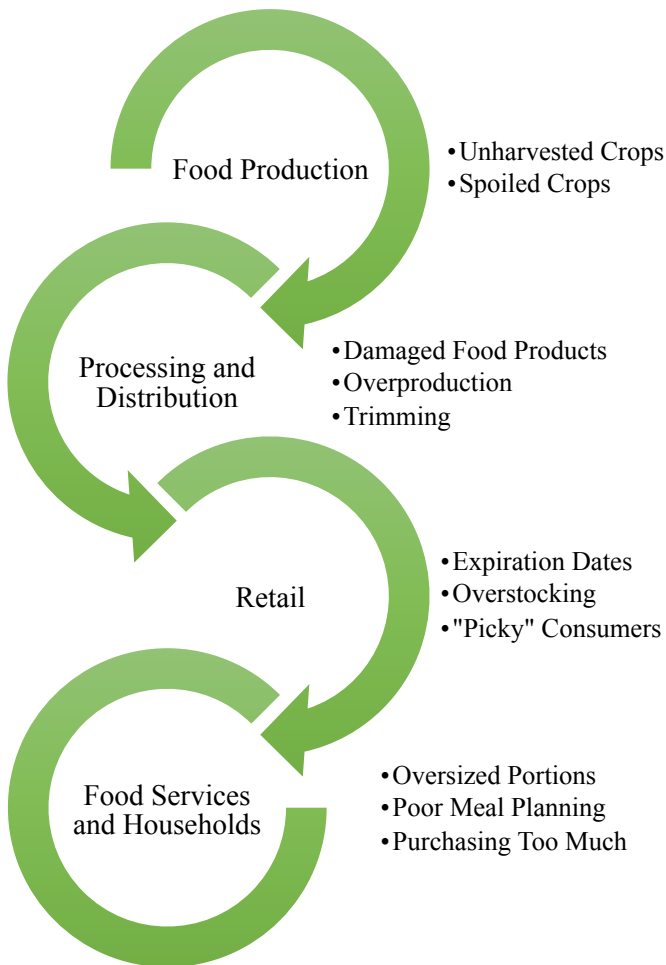 Food Production
•Unharvested Crops
•Spoiled Crops
Processing and
Distribution
•Damaged Food Products
•Overproduction
•Trimming
Retail
•Expiration Dates
•Overstocking
•"Picky" Consumers
Food Services
and Households
•Oversized Portions
•Poor Meal Planning
•Purchasing Too Much